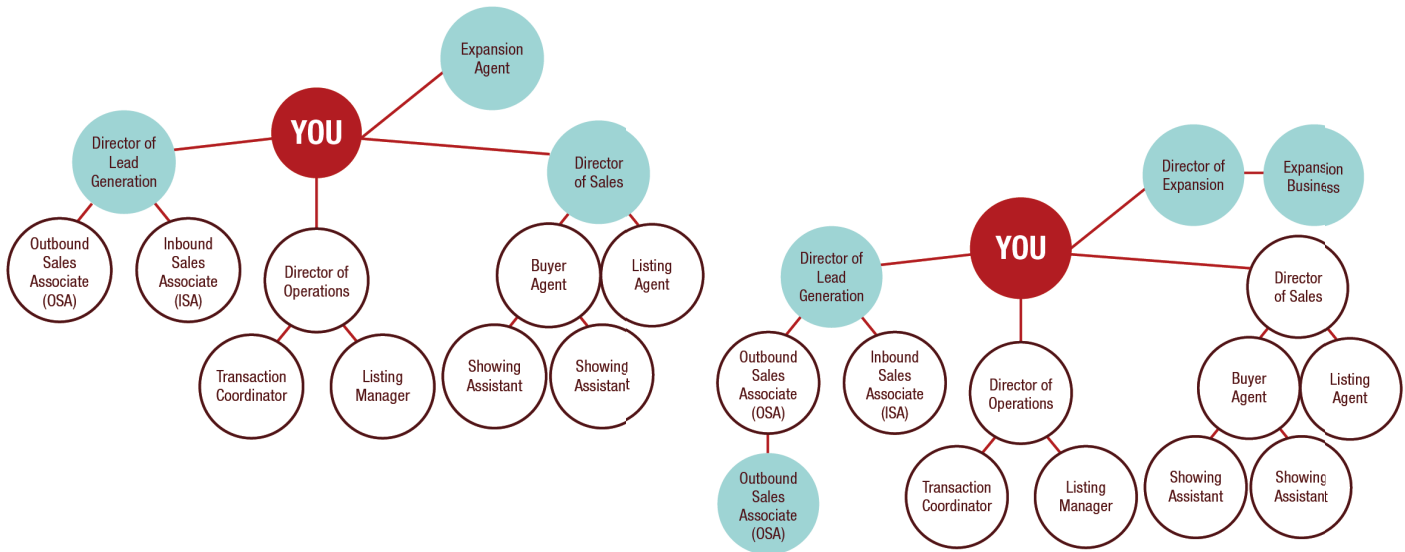 Expansion
Agent
YOU
Director of
Lead
Generation
Director
of Sales
Outbound
Sales
Associate
(OSA)
Inbound
Sales
Associate
(ISA)
Director of
Operations
Buyer
Agent
Listing
Agent
Transaction
Coordinator
Listing
Manager
Showing
Assistant
Showing
Assistant
Director of
Expansion
Expansion
Business
YOU
Director of
Lead
Generation
Director
of Sales
Outbound
Sales
Associate
(OSA)
Inbound
Sales
Associate
(ISA)
Director of
Operations
Buyer
Agent
Listing
Agent
Outbound
Sales
Associate
(OSA)
Transaction
Coordinator
Listing
Manager
Showing
Assistant
Showing
Assistant